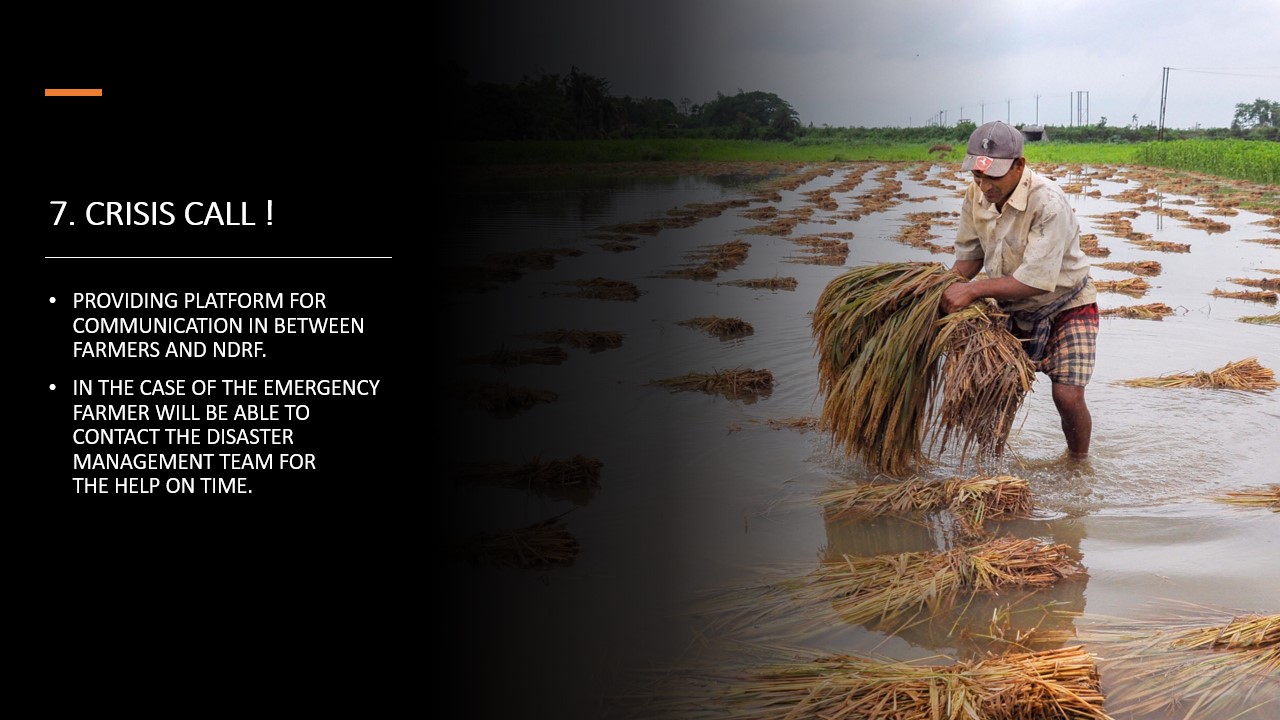 7. CRISIS CALL !
• PROVIDING PLATFORM FOR
COMMUNICATION IN BETWEEN
FARMERS AND NDRF.
• IN THE CASE OF THE EMERGENCY
FARMER WILL BE ABLE TO
CONTACT THE DISASTER
MANAGEMENT TEAM FOR
THE HELP ON TIME.